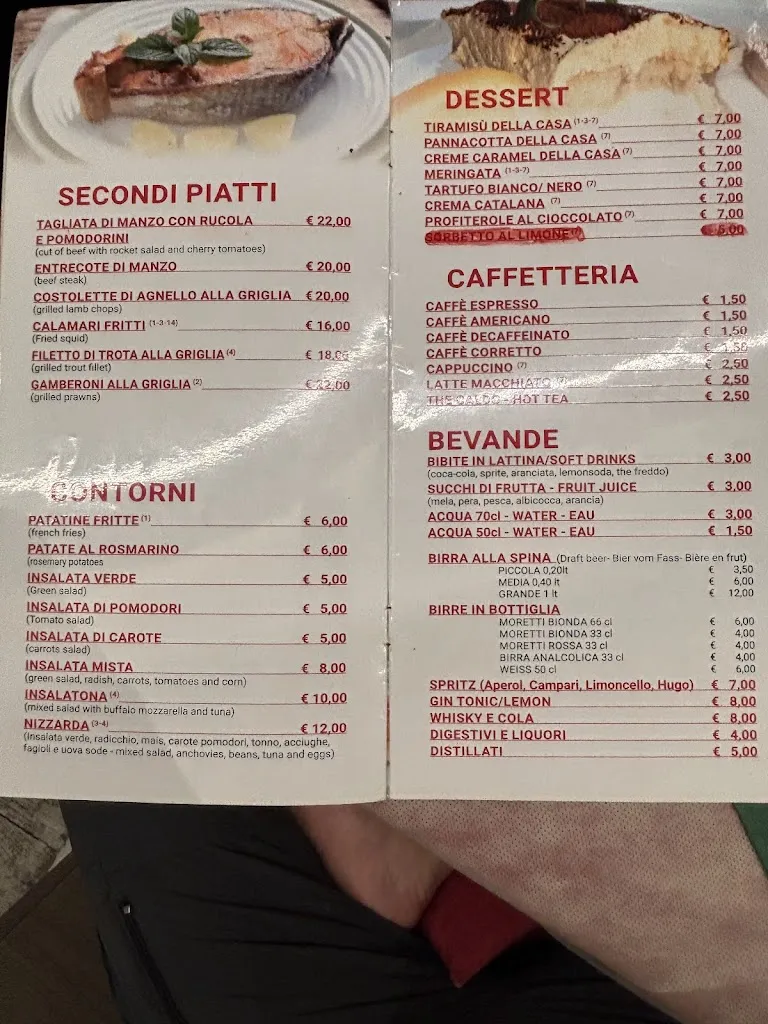 SECONDI PIATTI
TAGLIATA DI MANZO CON RUCOLA € 22,00
E POMODORINI
(cut of beef with rocket salad and cherry tomatoes)
ENTRECOTE DI MANZO € 20,00
(beef steak)
COSTOLETTE DI AGNELLO ALLA GRIGLIA € 20,00
(grilled lamb chops)
CALAMARI FRITTI (1-3-14) € 16,00
(Fried squid)
FILETTO DI TROTA ALLA GRIGLIA (4) € 18,00
(grilled trout fillet)
GAMBERONI ALLA GRIGLIA (2) € 22,00
(grilled prawns)
CONTORNI
PATATINE FRITTE (1) € 6,00
(french fries)
PATATE AL ROSMARINO € 6,00
(rosemary potatoes
INSALATA VERDE € 5,00
(Green salad)
INSALATA DI POMODORI € 5,00
(Tomato salad)
INSALATA DI CAROTE € 5,00
(carrots salad)
INSALATA MISTA € 8,00
(green salad, radish, carrots, tomatoes and corn)
INSALATONA (4) € 10,00
(mixed salad with buffalo mozzarella and tuna)
NIZZARDA (3-4) € 12,00
(Insalata verde, radicchio, mais, carote pomodori, tonno, acciughe,
fagioli e uova sode - mixed salad, anchovies, beans, tuna and eggs)
DESSERT
TIRAMISÙ DELLA CASA (1-3-7) € 7,00
PANNACOTTA DELLA CASA (7) € 7,00
CREME CARAMEL DELLA CASA (7) € 7,00
MERINGATA (1-3-7) € 7,00
TARTUFO BIANCO/ NERO (7) € 7,00
CREMA CATALANA (7) € 7,00
PROFITEROLE AL CIOCCOLATO (7) € 7,00
SORBETTO AL LIMONE (7) € 5,00
CAFFETTERIA
CAFFÈ ESPRESSO € 1,50
CAFFÈ AMERICANO € 1,50
CAFFÈ DECAFFEINATO € 1,50
CAFFÈ CORRETTO €
CAPPUCCINO (7) € 2,50
LATTE MACCHIATO (7) € 2,50
THE CALDO - HOT TEA € 2,50
BEVANDE
BIBITE IN LATTINA/SOFT DRINKS € 3,00
(coca-cola, sprite, aranciata, lemonsoda, the freddo)
SUCCHI DI FRUTTA - FRUIT JUICE € 3,00
(mela, pera, pesca, albicocca, arancia)
ACQUA 70cl - WATER - EAU € 3,00
ACQUA 50cl - WATER - EAU € 1,50
BIRRA ALLA SPINA (Draft beer- Bier vom Fass- Bière en frut)
PICCOLA 0,20lt € 3,50
MEDIA 0,40 lt € 6,00
GRANDE 1 lt € 12,00
BIRRE IN BOTTIGLIA
MORETTI BIONDA 66 cl € 6,00
MORETTI BIONDA 33 cl € 4,00
MORETTI ROSSA 33 cl € 4,00
BIRRA ANALCOLICA 33 cl € 4,00
WEISS 50 cl € 6,00
SPRITZ (Aperol, Campari, Limoncello, Hugo) € 7,00
GIN TONIC/LEMON € 8,00
WHISKY E COLA € 8,00
DIGESTIVI E LIQUORI € 4,00
DISTILLATI € 5,00